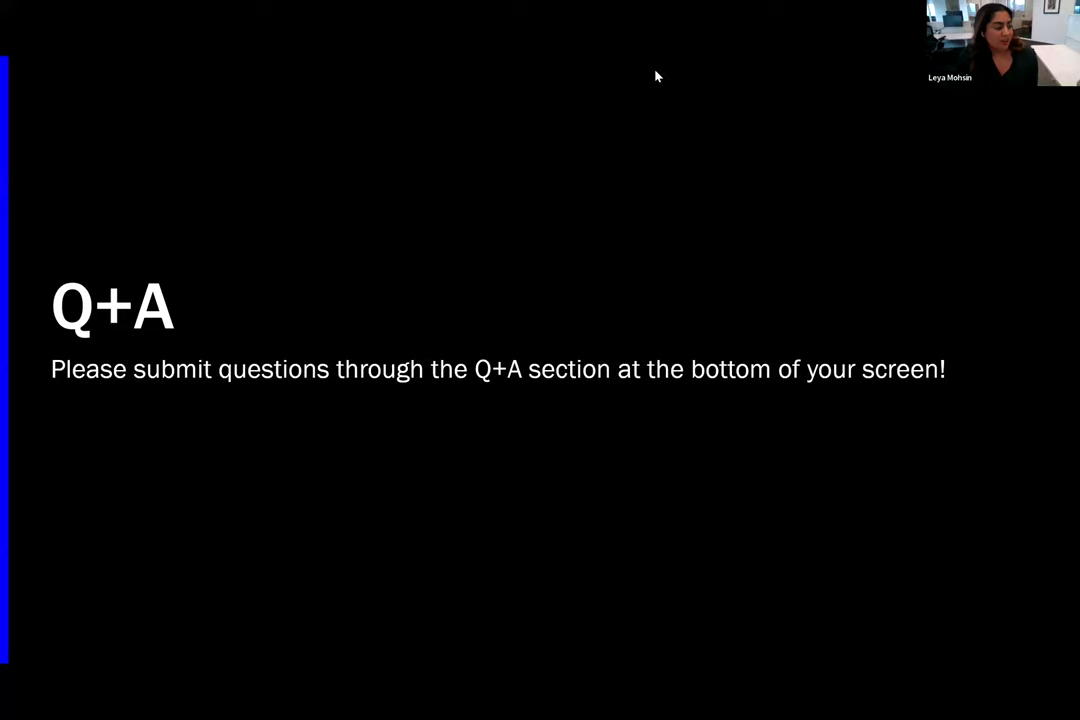 Leya Mohsin
Q+A
Please submit questions through the Q+A section at the bottom of your screen!